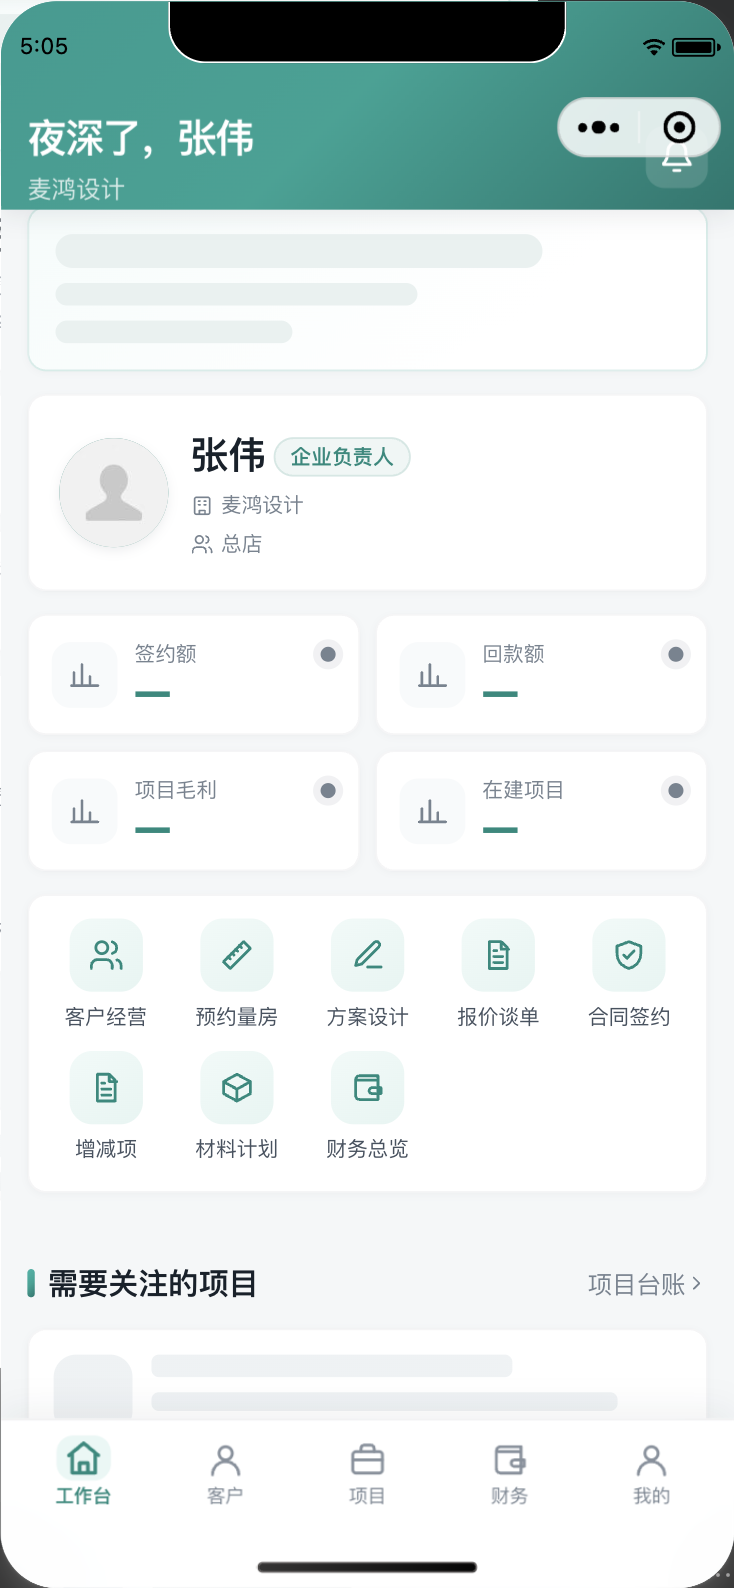 5:05
夜深了，张伟
麦鸿设计
张伟 企业负责人
麦鸿设计
总店
签约额 回款额
项目毛利 在建项目
客户经营 预约量房 方案设计 报价谈单 合同签约
增减项 材料计划 财务总览
需要关注的项目 项目台账
工作台 客户 项目 财务 我的